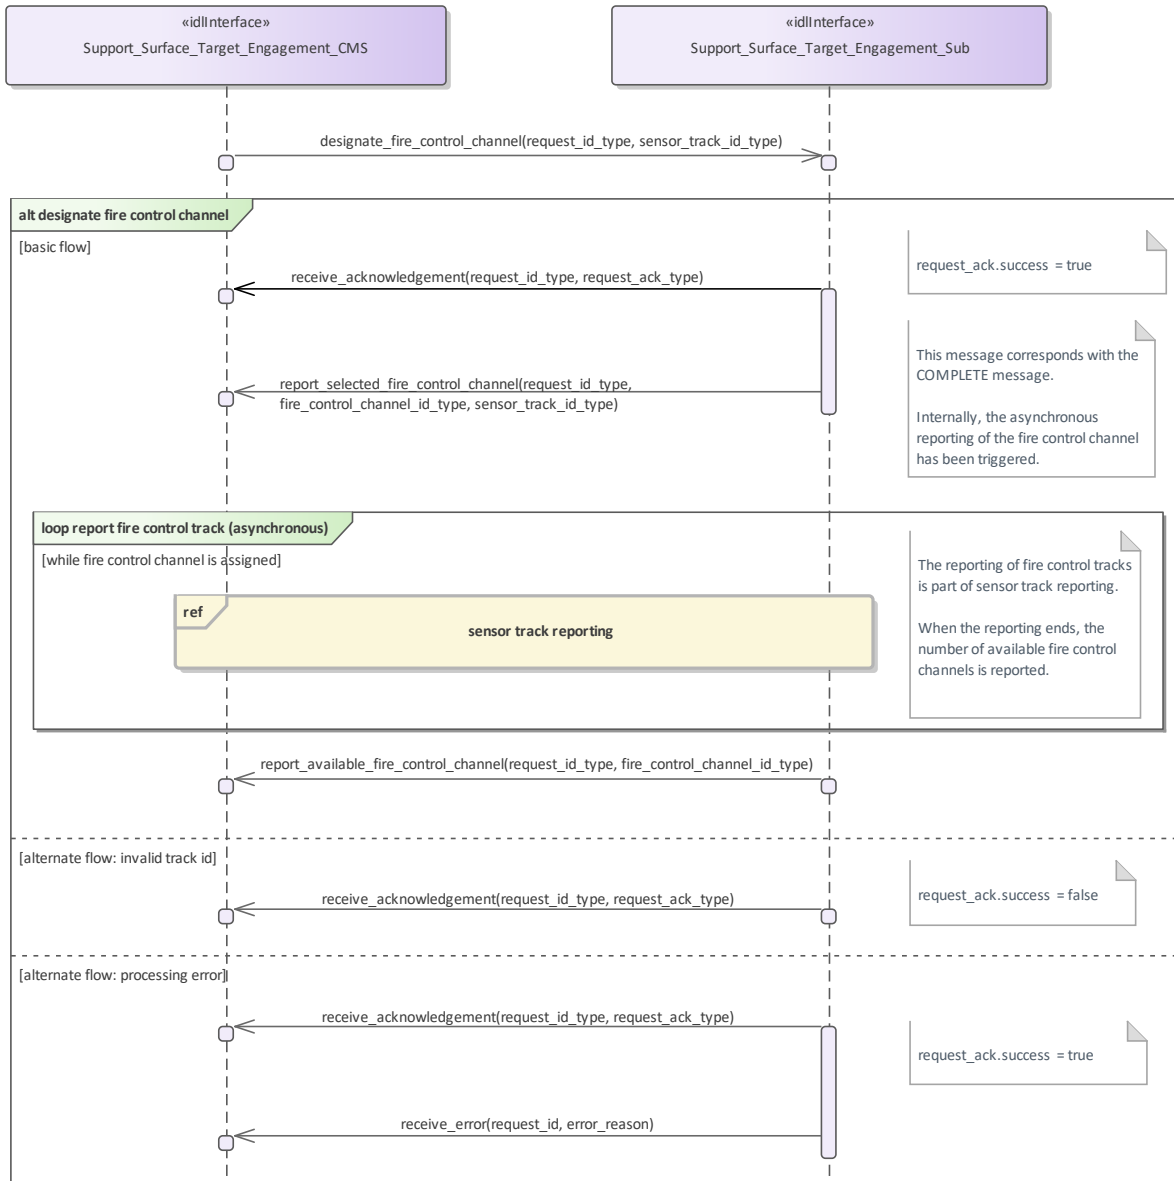 «idlInterface»
Support_Surface_Target_Engagement_CMS
«idlInterface»
Support_Surface_Target_Engagement_Sub
designate_fire_control_channel(request_id_type, sensor_track_id_type)
alt designate fire control channel
[basic flow]
request_ack.success = true
receive_acknowledgement(request_id_type, request_ack_type)
This message corresponds with the
COMPLETE message.
Internally, the asynchronous
reporting of the fire control channel
has been triggered.
report_selected_fire_control_channel(request_id_type,
fire_control_channel_id_type, sensor_track_id_type)
loop report fire control track (asynchronous)
[while fire control channel is assigned]
The reporting of fire control tracks
is part of sensor track reporting.
When the reporting ends, the
number of available fire control
channels is reported.
ref
sensor track reporting
report_available_fire_control_channel(request_id_type, fire_control_channel_id_type)
[alternate flow: invalid track id]
request_ack.success = false
receive_acknowledgement(request_id_type, request_ack_type)
[alternate flow: processing error]
receive_acknowledgement(request_id_type, request_ack_type)
request_ack.success = true
receive_error(request_id, error_reason)